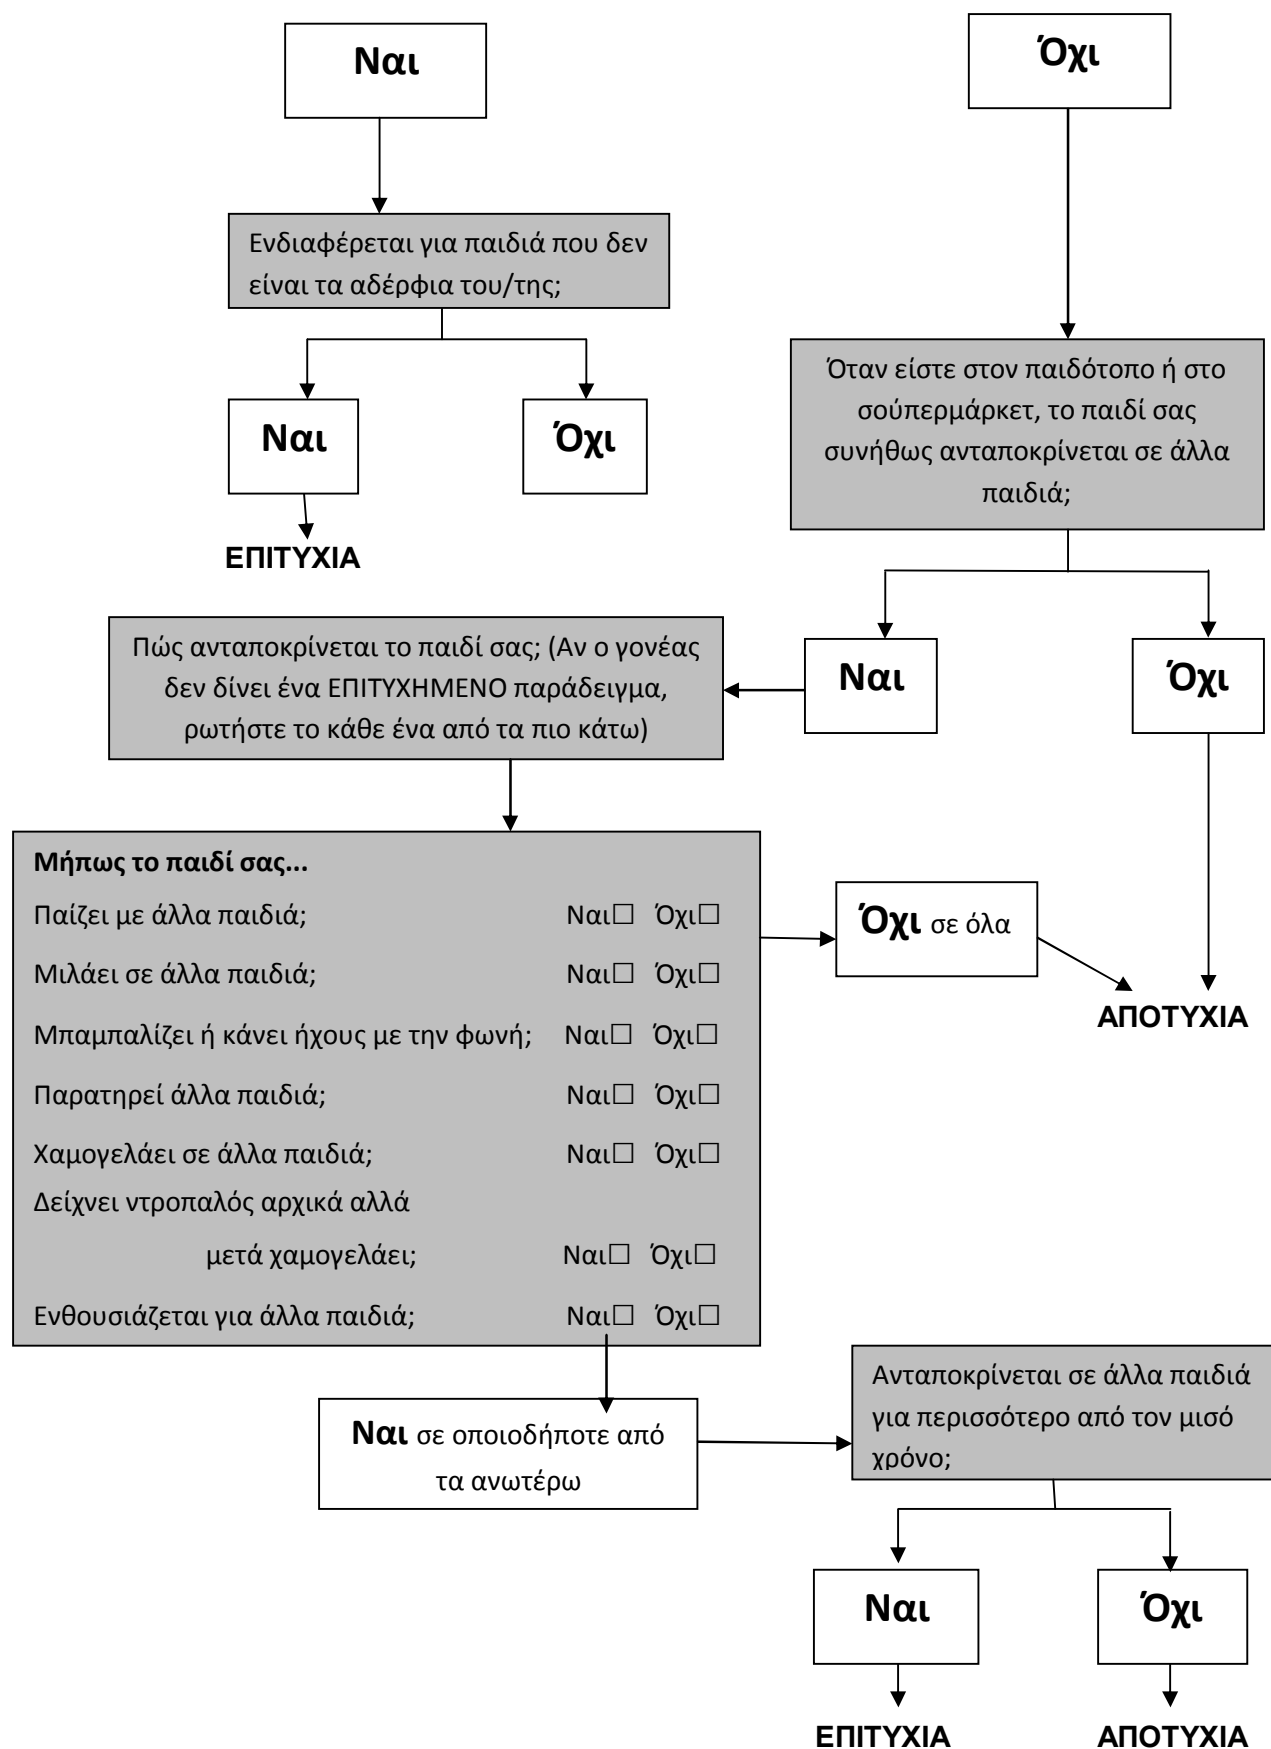 Ναι
Όχι
Ενδιαφέρεται για παιδιά που δεν
είναι τα αδέρφια του/της;
Όταν είστε στον παιδότοπο ή στο
σούπερμάρκετ, το παιδί σας
συνήθως ανταποκρίνεται σε άλλα
παιδιά;
Ναι
Όχι
ΕΠΙΤΥΧΙΑ
Πώς ανταποκρίνεται το παιδί σας; (Αν ο γονέας
δεν δίνει ένα ΕΠΙΤΥΧΗΜΕΝΟ παράδειγμα,
ρωτήστε το κάθε ένα από τα πιο κάτω)
Ναι
Όχι
Μήπως το παιδί σας...
Παίζει με άλλα παιδιά; Ναι☐ Όχι☐
Μιλάει σε άλλα παιδιά; Ναι☐ Όχι☐
Μπαμπαλίζει ή κάνει ήχους με την φωνή; Ναι☐ Όχι☐
Παρατηρεί άλλα παιδιά; Ναι☐ Όχι☐
Χαμογελάει σε άλλα παιδιά; Ναι☐ Όχι☐
Δείχνει ντροπαλός αρχικά αλλά
μετά χαμογελάει; Ναι☐ Όχι☐
Ενθουσιάζεται για άλλα παιδιά; Ναι☐ Όχι☐
Όχι σε όλα
ΑΠΟΤΥΧΙΑ
Ναι σε οποιοδήποτε από
τα ανωτέρω
Ανταποκρίνεται σε άλλα παιδιά
για περισσότερο από τον μισό
χρόνο;
Ναι
Όχι
ΕΠΙΤΥΧΙΑ
ΑΠΟΤΥΧΙΑ